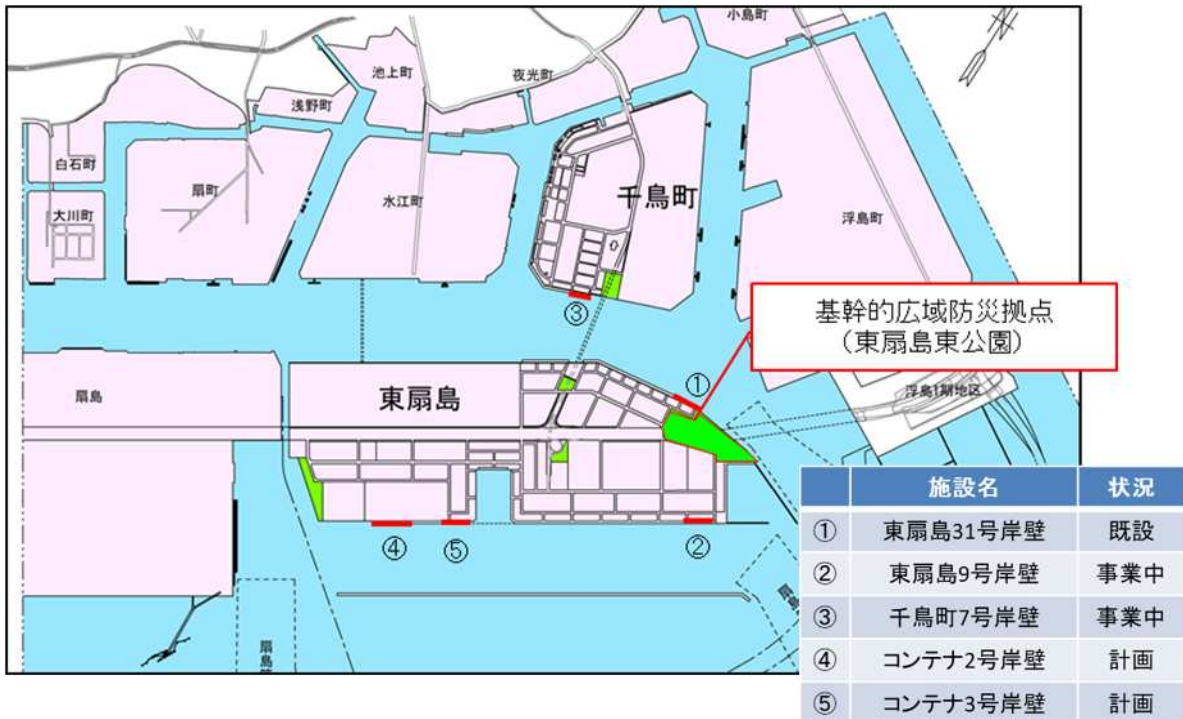 小島町
池上町
夜光町
浅野町
白石町
扇町
水江町
千鳥町
浮島町
大川町
③
基幹的広域防災拠点
（東扇島東公園）
①
扇島
東扇島
浮島1期地区
④
⑤
②
施設名 状況
① 東扇島31号岸壁 既設
② 東扇島9号岸壁 事業中
③ 千鳥町7号岸壁 事業中
④ コンテナ2号岸壁 計画
⑤ コンテナ3号岸壁 計画
扇島
扇島